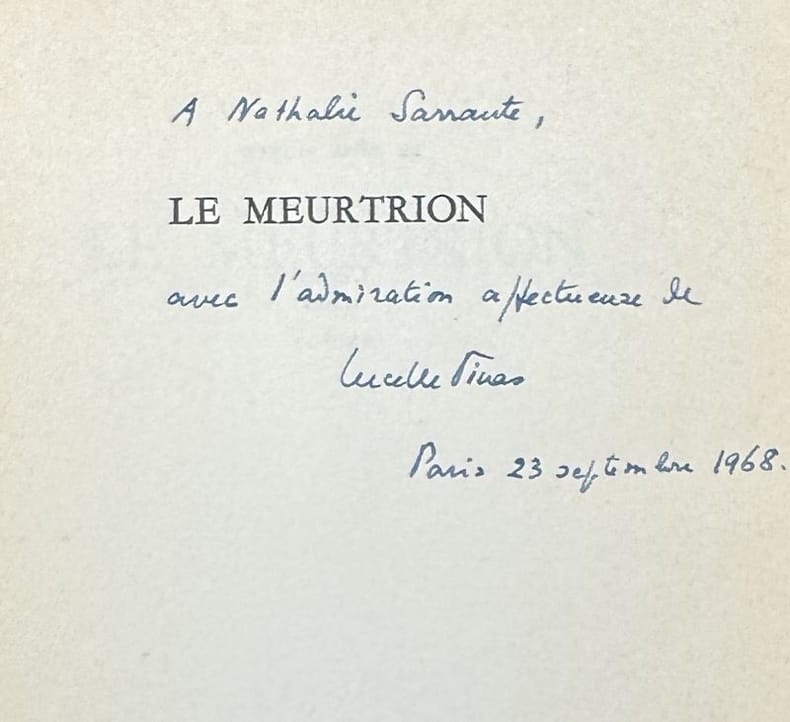 A Nathalie Sarraute,
LE MEURTRION
avec l'admiration affectueuse de
Lucette Finas
Paris 23 septembre 1968.